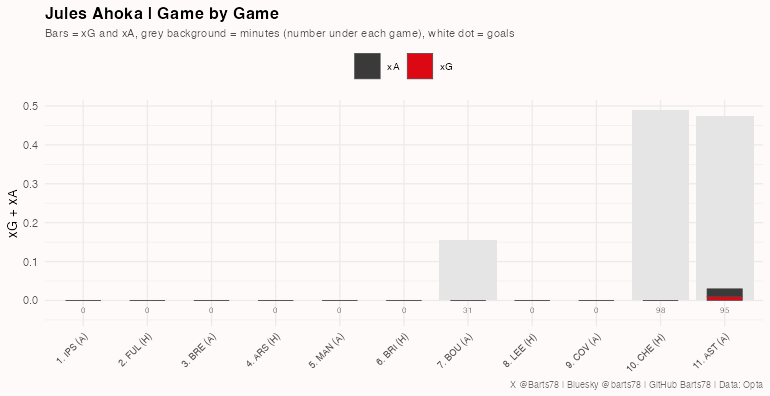 Jules Ahoka | Game by Game
Bars = xG and xA, grey background = minutes (number under each game), white dot = goals
xA xG
xG + xA
0.5
0.4
0.3
0.2
0.1
0.0
0 0 0 0 0 0 31 0 0 98 95
1. IPS (A)
2. FUL (H)
3. BRE (A)
4. ARS (H)
5. MAN (A)
6. BRI (H)
7. BOU (A)
8. LEE (H)
9. COV (A)
10. CHE (H)
11. AST (A)
X @Barts78 | Bluesky @barts78 | GitHub Barts78 | Data: Opta